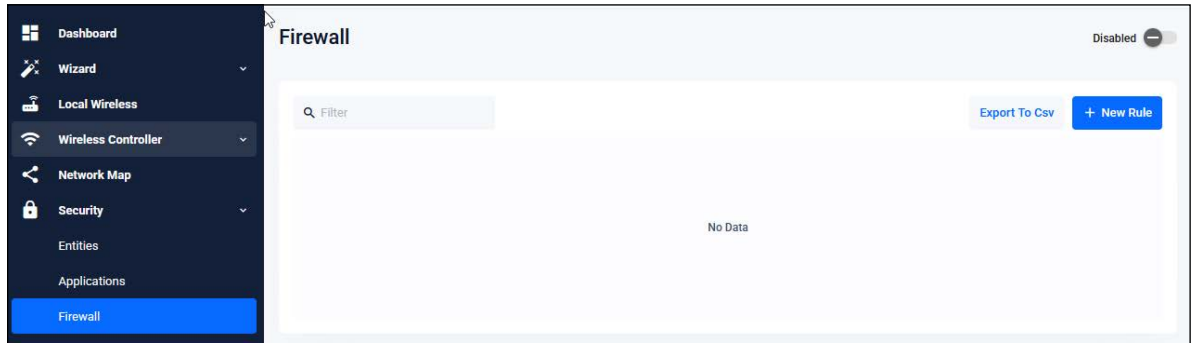 Dashboard
Wizard
Local Wireless
Wireless Controller
Network Map
Security
Entities
Applications
Firewall
Firewall
Disabled
Filter
Export To Csv
+ New Rule
No Data